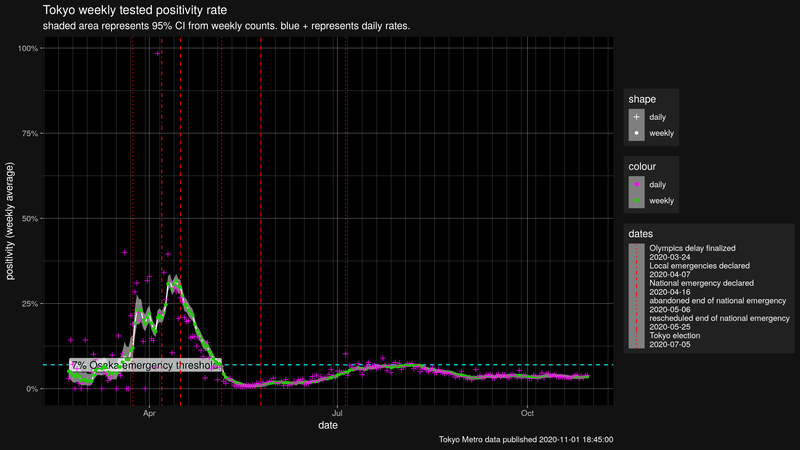 Tokyo weekly tested positivity rate
shaded area represents 95% CI from weekly counts. blue + represents daily rates.
100%
75%
50%
25%
0%
positivity (weekly average)
7% Osaka emergency threshold
Apr
Jul
Oct
date
shape
daily
weekly
colour
daily
weekly
dates
Olympics delay finalized
2020-03-24
Local emergencies declared
2020-04-07
National emergency declared
2020-04-16
abandoned end of national emergency
2020-05-06
rescheduled end of national emergency
2020-05-25
Tokyo election
2020-07-05
Tokyo Metro data published 2020-11-01 18:45:00